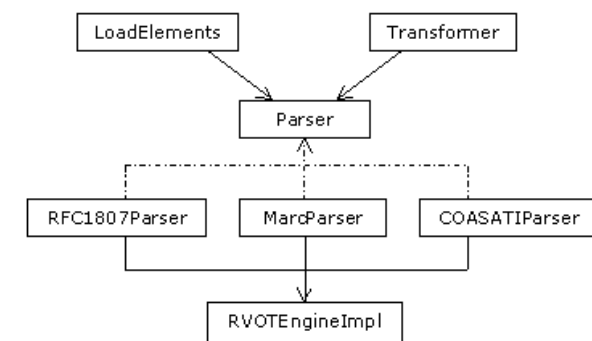 LoadElements
Transformer
Parser
RFC1807Parser
MarcParser
COASATIParser
RVOTEngineImpl